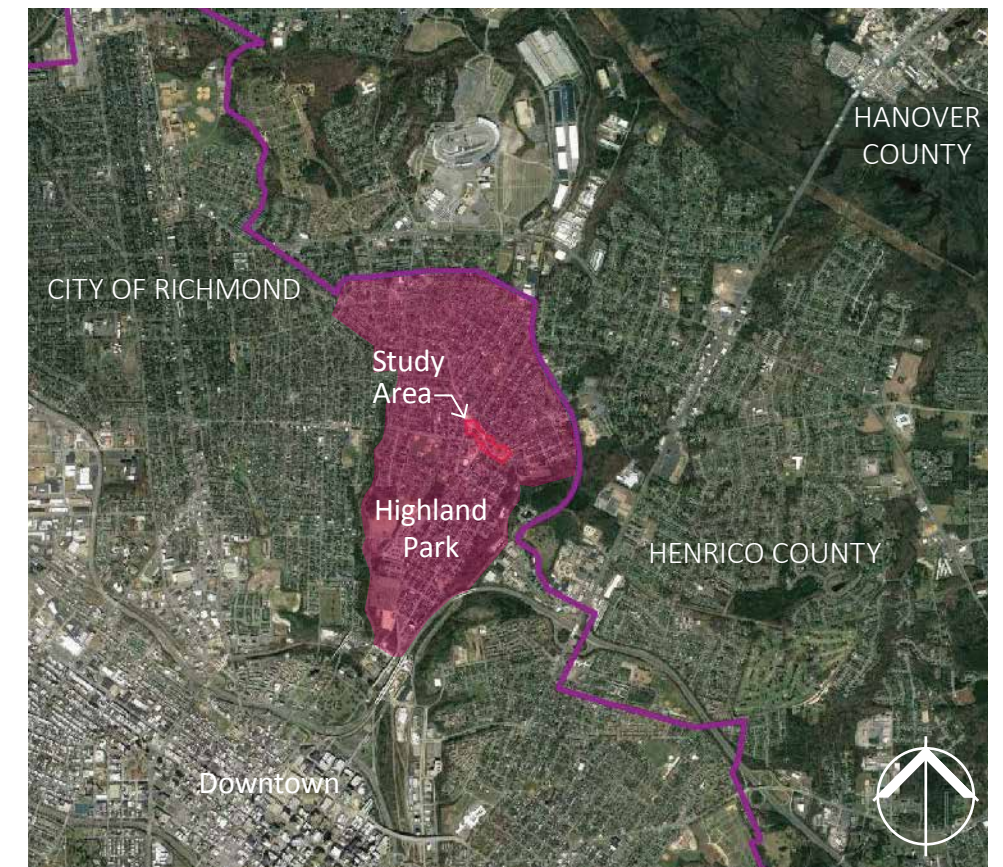 HANOVER
COUNTY
CITY OF RICHMOND
Study
Area
Highland
Park
HENRICO COUNTY
Downtown